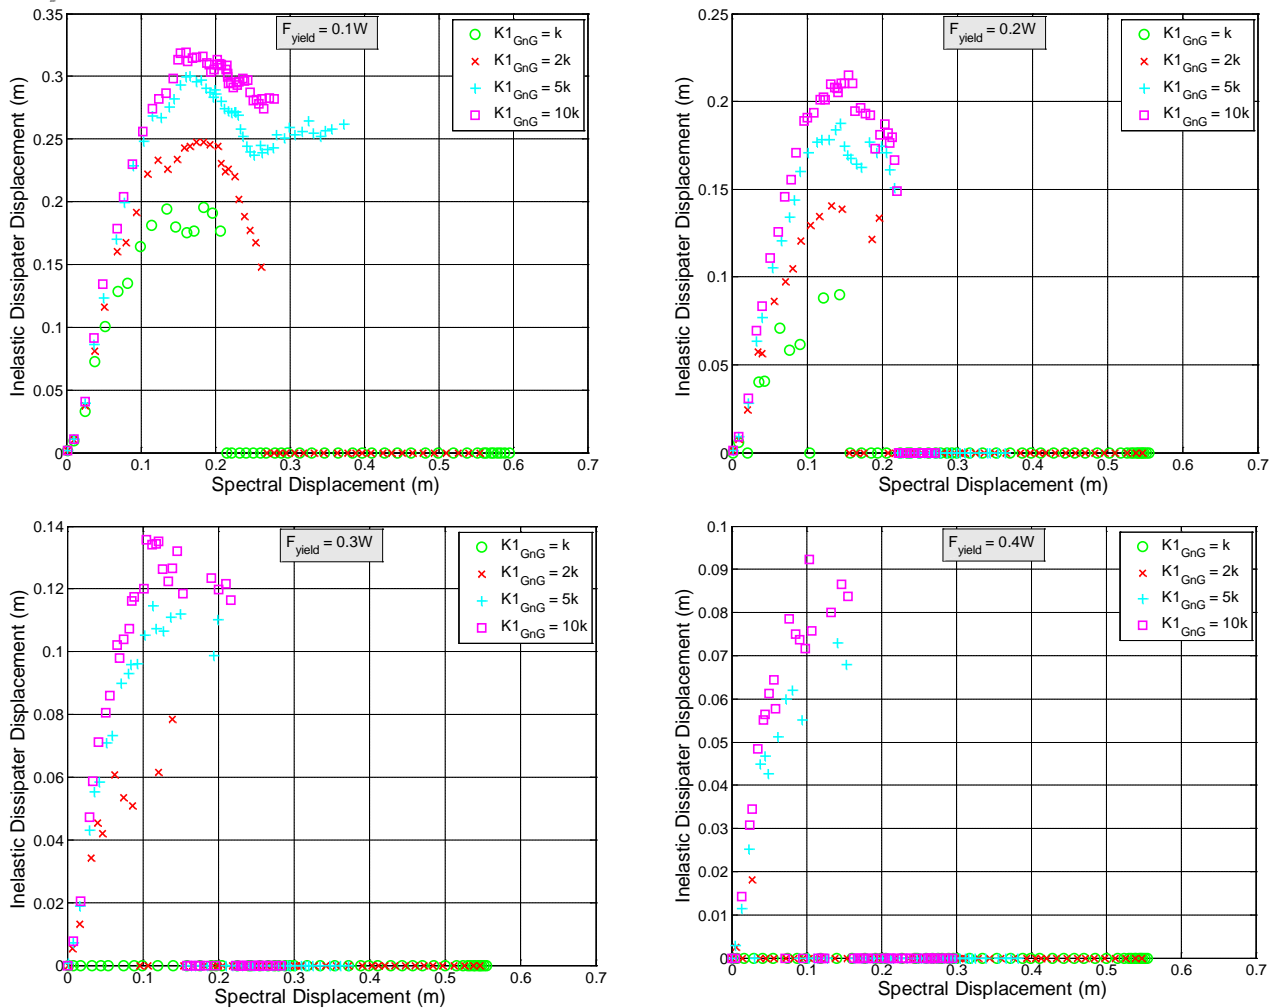 F_yield = 0.1W
K1_GnG = k
K1_GnG = 2k
K1_GnG = 5k
K1_GnG = 10k
0.35
0.3
0.25
0.2
0.15
0.1
0.05
0
0 0.1 0.2 0.3 0.4 0.5 0.6 0.7
Inelastic Dissipater Displacement (m)
Spectral Displacement (m)
F_yield = 0.2W
K1_GnG = k
K1_GnG = 2k
K1_GnG = 5k
K1_GnG = 10k
0.25
0.2
0.15
0.1
0.05
0
0 0.1 0.2 0.3 0.4 0.5 0.6 0.7
Inelastic Dissipater Displacement (m)
Spectral Displacement (m)
F_yield = 0.3W
K1_GnG = k
K1_GnG = 2k
K1_GnG = 5k
K1_GnG = 10k
0.14
0.12
0.1
0.08
0.06
0.04
0.02
0
0 0.1 0.2 0.3 0.4 0.5 0.6 0.7
Inelastic Dissipater Displacement (m)
Spectral Displacement (m)
F_yield = 0.4W
K1_GnG = k
K1_GnG = 2k
K1_GnG = 5k
K1_GnG = 10k
0.1
0.09
0.08
0.07
0.06
0.05
0.04
0.03
0.02
0.01
0
0 0.1 0.2 0.3 0.4 0.5 0.6 0.7
Inelastic Dissipater Displacement (m)
Spectral Displacement (m)